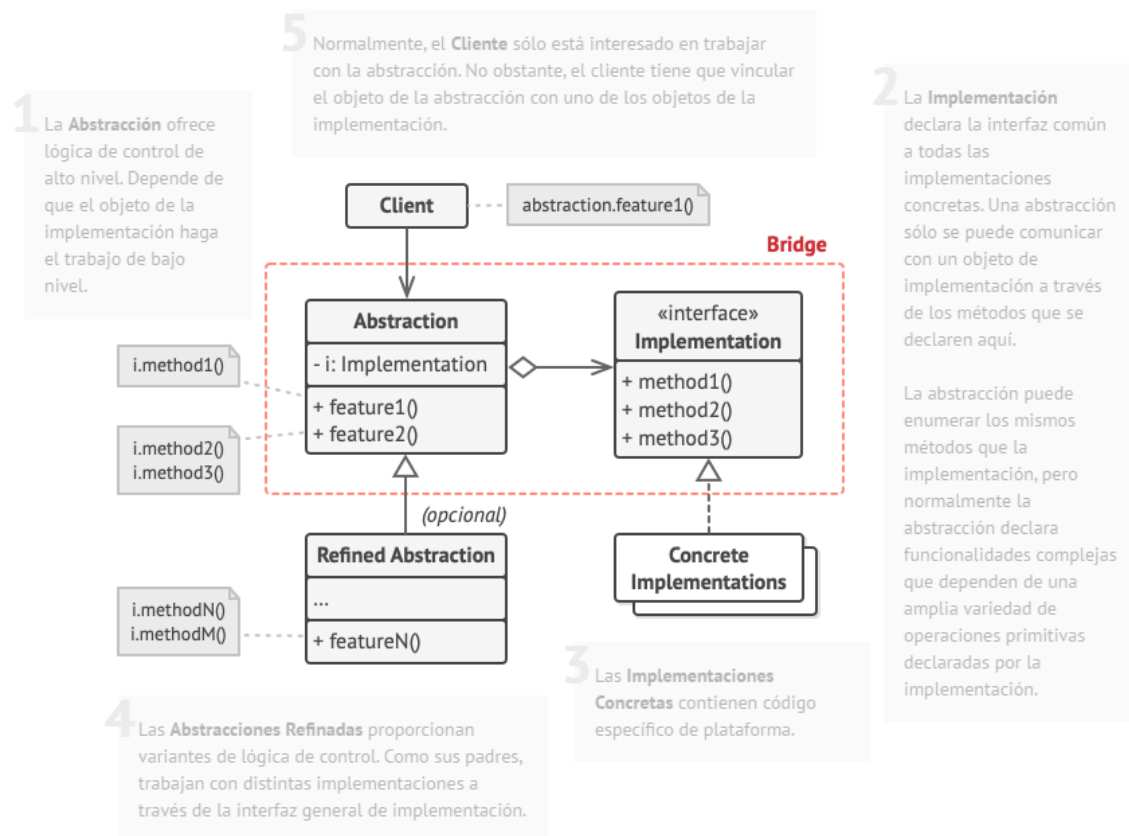 5
Normalmente, el Cliente sólo está interesado en trabajar
con la abstracción. No obstante, el cliente tiene que vincular
el objeto de la abstracción con uno de los objetos de la
implementación.
1
La Abstracción ofrece
lógica de control de
alto nivel. Depende de
que el objeto de la
implementación haga
el trabajo de bajo
nivel.
2
La Implementación
declara la interfaz común
a todas las
implementaciones
concretas. Una abstracción
sólo se puede comunicar
con un objeto de
implementación a través
de los métodos que se
declaren aquí.
La abstracción puede
enumerar los mismos
métodos que la
implementación, pero
normalmente la
abstracción declara
funcionalidades complejas
que dependen de una
amplia variedad de
operaciones primitivas
declaradas por la
implementación.
Client
abstraction.feature1()
Bridge
Abstraction
- i: Implementation
+ feature1()
+ feature2()
«interface»
Implementation
+ method1()
+ method2()
+ method3()
i.method1()
i.method2()
i.method3()
(opcional)
Refined Abstraction
...
+ featureN()
Concrete
Implementations
i.methodN()
i.methodM()
3
Las Implementaciones
Concretas contienen código
específico de plataforma.
4
Las Abstracciones Refinadas proporcionan
variantes de lógica de control. Como sus padres,
trabajan con distintas implementaciones a
través de la interfaz general de implementación.